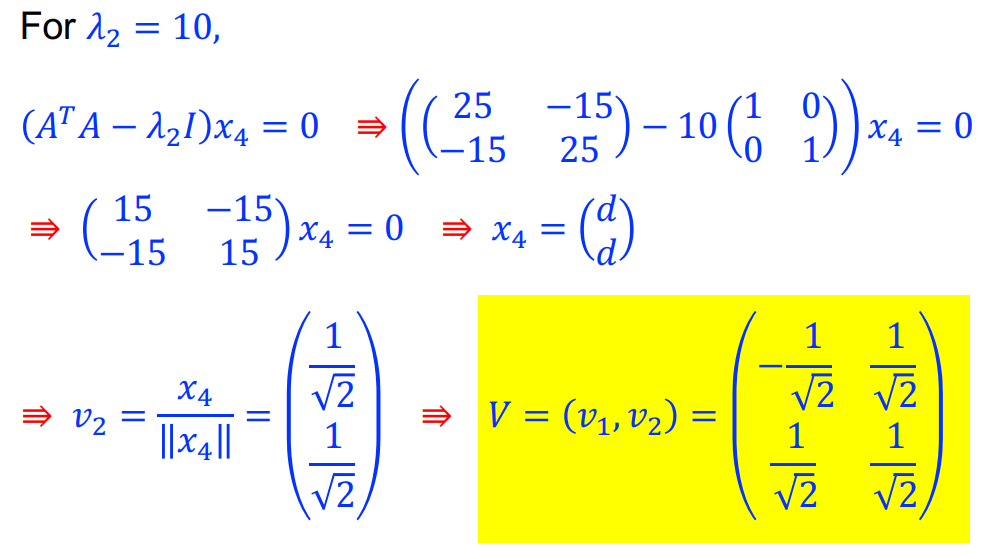 For λ₂ = 10,
(AᵀA − λ₂I)x₄ = 0 ⇛ ((25 −15; −15 25) − 10(1 0; 0 1))x₄ = 0
⇛ (15 −15; −15 15)x₄ = 0 ⇛ x₄ = (d; d)
⇛ v₂ = x₄/‖x₄‖ = (1/√2; 1/√2) ⇛ V = (v₁, v₂) = (−1/√2 1/√2; 1/√2 1/√2)